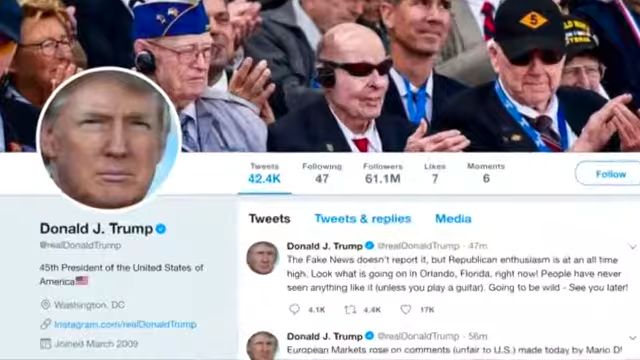 Tweets Following Followers Likes Moments
42.4K 47 61.1M 7 6
Follow
Donald J. Trump
@realDonaldTrump
45th President of the United States of
America
Washington, DC
Instagram.com/realDonaldTrump
Joined March 2009
Tweets Tweets & replies Media
Donald J. Trump @realDonaldTrump · 47m
The Fake News doesn't report it, but Republican enthusiasm is at an all time
high. Look what is going on in Orlando, Florida, right now! People have never
seen anything like it (unless you play a guitar). Going to be wild - See you later!
4.1K 4.4K 17K
Donald J. Trump @realDonaldTrump · 56m
European Markets rose on comments (unfair to U.S.) made today by Mario D!